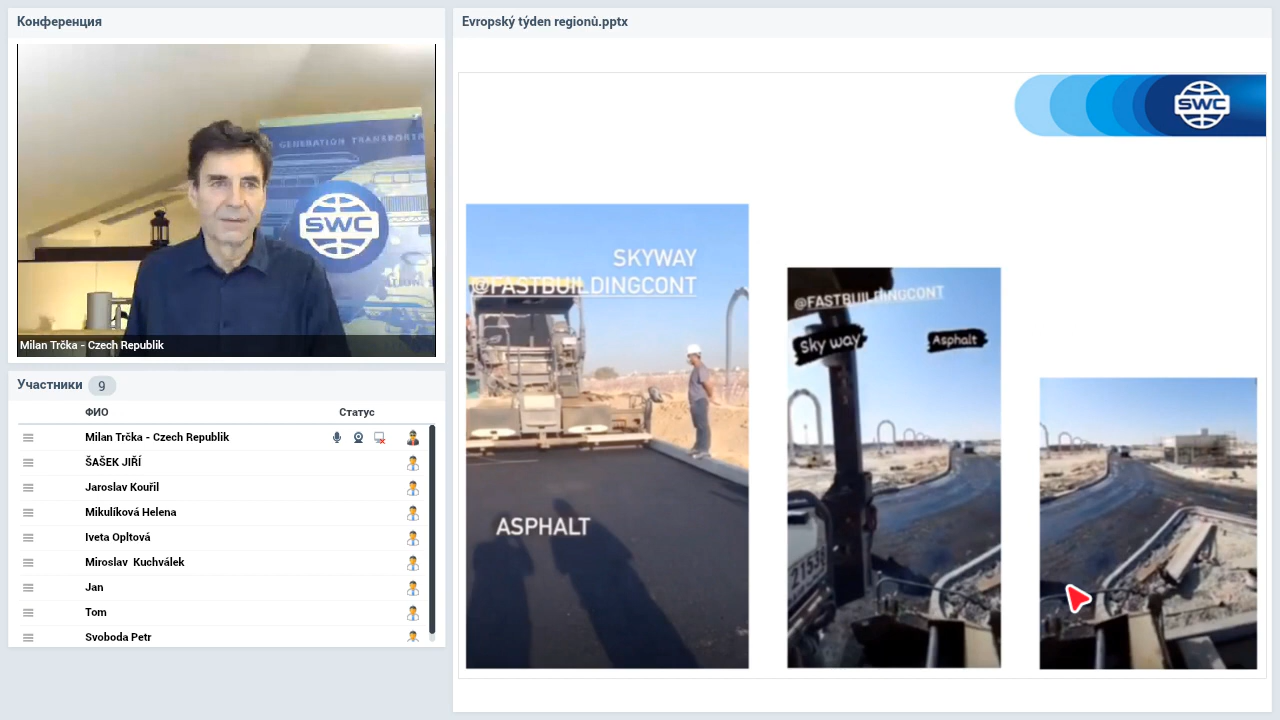 Конференция
GENERATION TRANSPORTA
SWC
Milan Trčka - Czech Republik
Участники 9
ФИО Статус
Milan Trčka - Czech Republik
ŠAŠEK JIŘÍ
Jaroslav Kouřil
Mikulíková Helena
Iveta Opltová
Miroslav Kuchválek
Jan
Tom
Svoboda Petr
Evropský týden regionů.pptx
SWC
SKYWAY
@FASTBUILDINGCONT
ASPHALT
@FASTBUILDINGCONT
Sky way
Asphalt